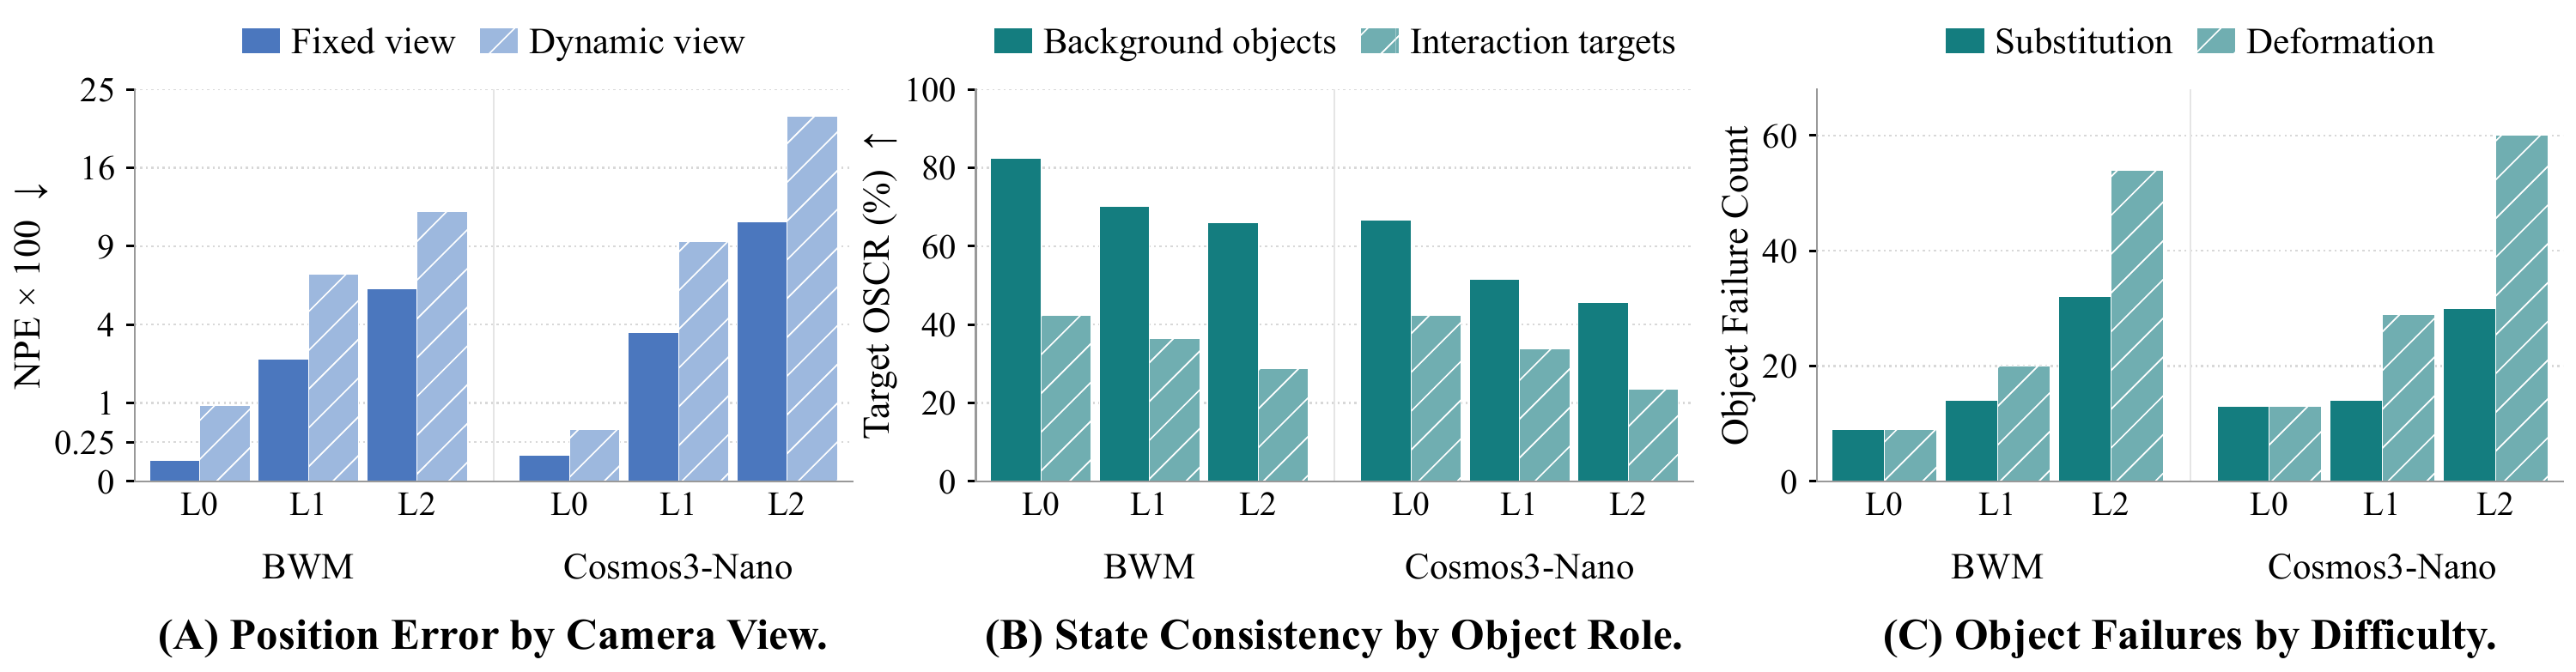 Fixed view
Dynamic view
NPE × 100 ↓
25
16
9
4
1
0.25
0
L0
L1
L2
L0
L1
L2
BWM
Cosmos3-Nano
(A) Position Error by Camera View.
Background objects
Interaction targets
Target OSCR (%) ↑
100
80
60
40
20
0
L0
L1
L2
L0
L1
L2
BWM
Cosmos3-Nano
(B) State Consistency by Object Role.
Substitution
Deformation
Object Failure Count
60
40
20
0
L0
L1
L2
L0
L1
L2
BWM
Cosmos3-Nano
(C) Object Failures by Difficulty.